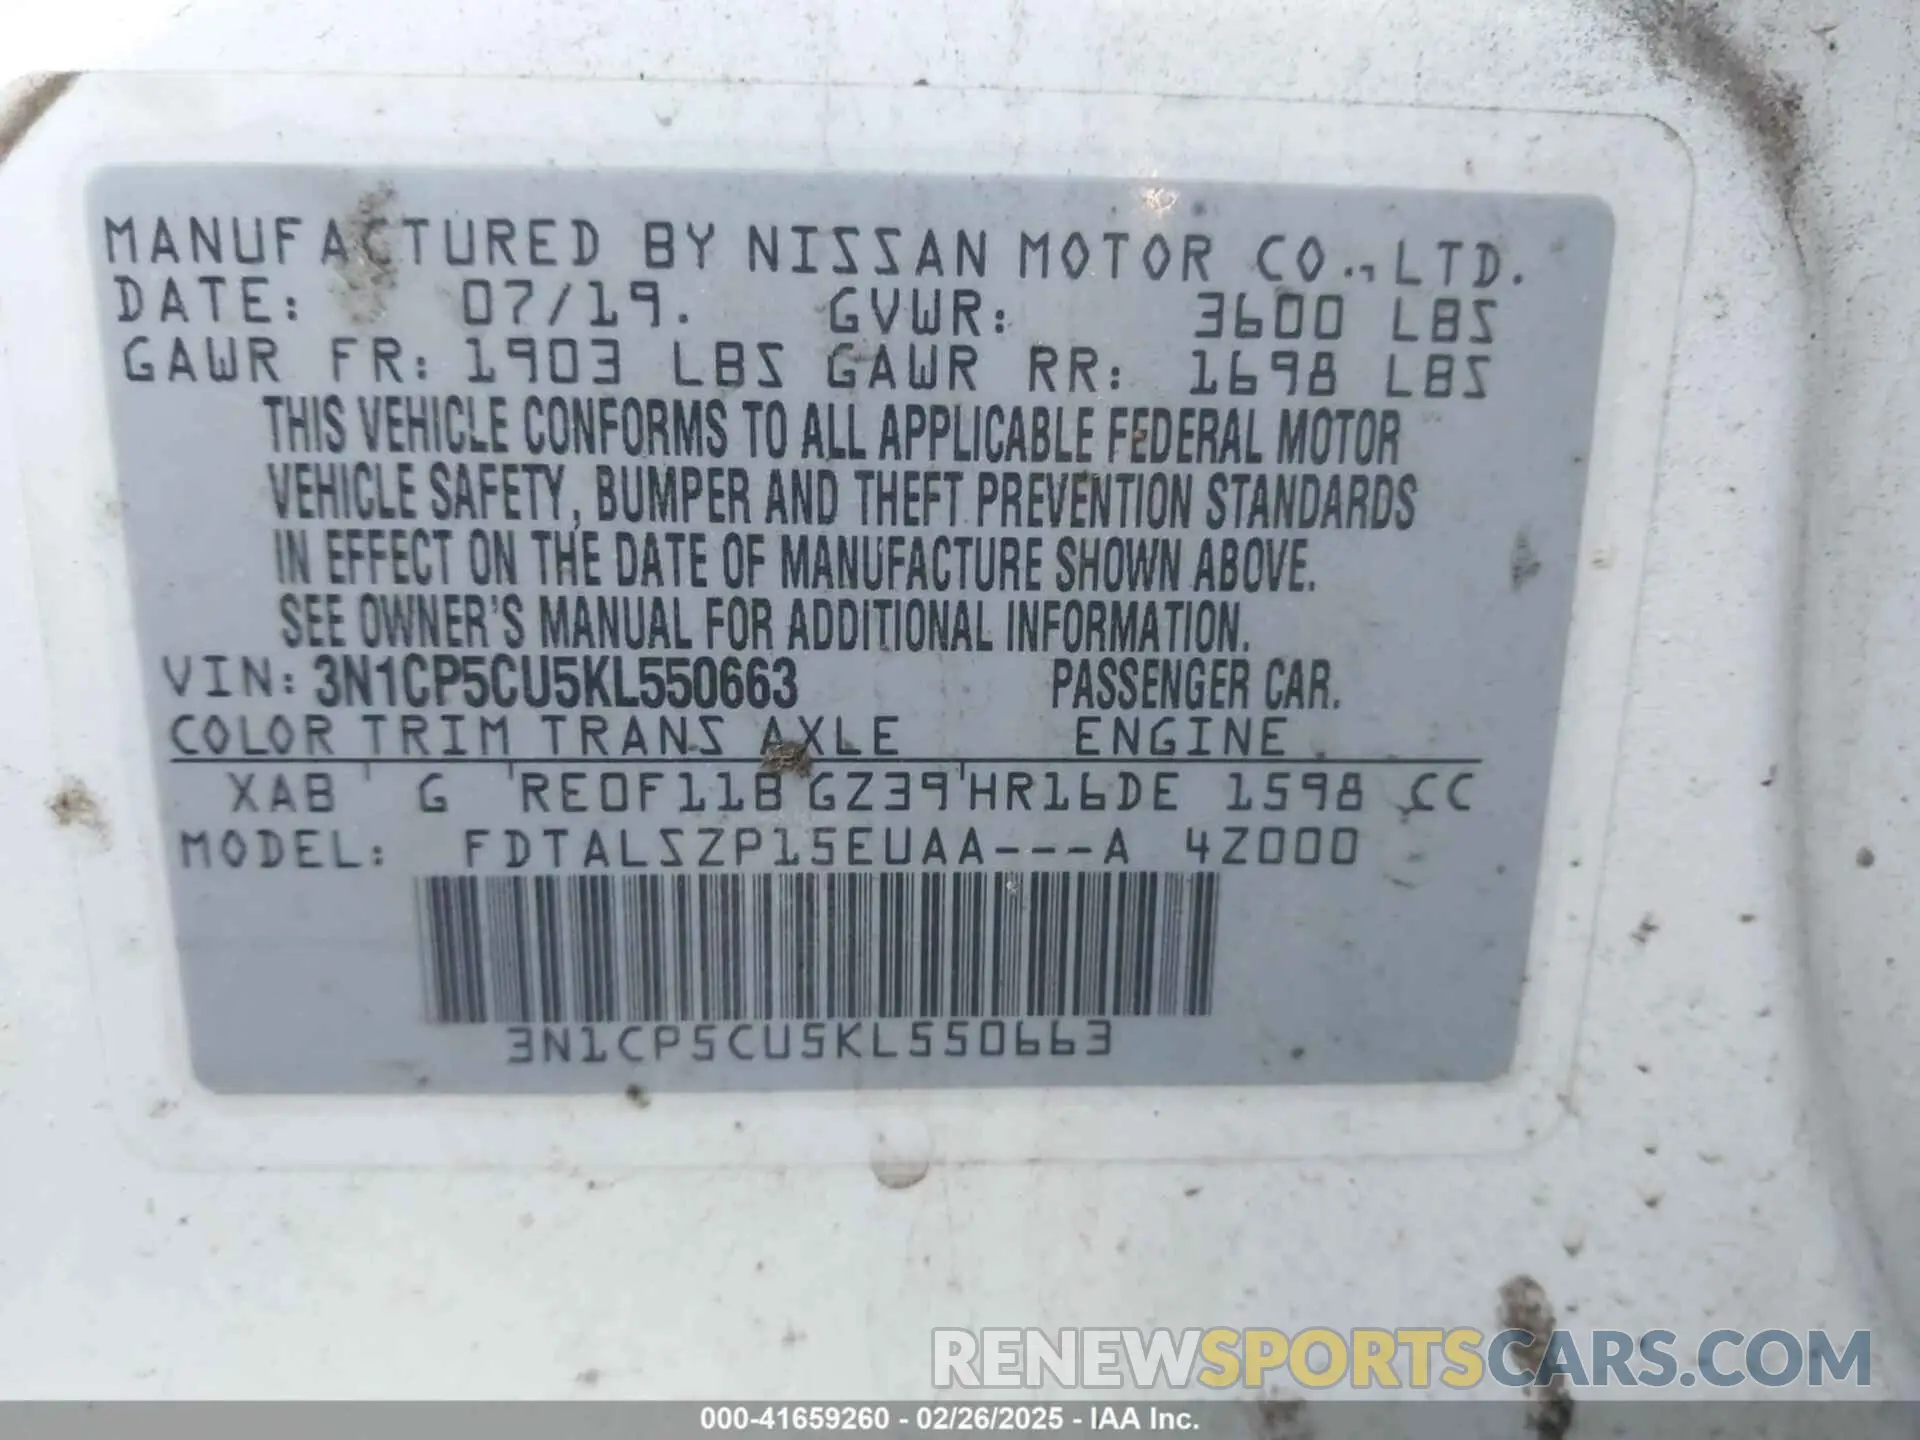 MANUFACTURED BY NISSAN MOTOR CO., LTD.
DATE: 07/19. GVWR: 3600 LBS
GAWR FR: 1903 LBS GAWR RR: 1698 LBS
THIS VEHICLE CONFORMS TO ALL APPLICABLE FEDERAL MOTOR
VEHICLE SAFETY, BUMPER AND THEFT PREVENTION STANDARDS
IN EFFECT ON THE DATE OF MANUFACTURE SHOWN ABOVE.
SEE OWNER'S MANUAL FOR ADDITIONAL INFORMATION.
VIN: 3N1CP5CU5KL550663 PASSENGER CAR.
COLOR TRIM TRANS AXLE ENGINE
XAB ' G ' RE0F11B GZ39'HR16DE 1598 CC
MODEL: FDTALSZP15EUAA---A 4Z000
3N1CP5CU5KL550663
RENEWSPORTSCARS.COM
000-41659260 - 02/26/2025 - IAA Inc.